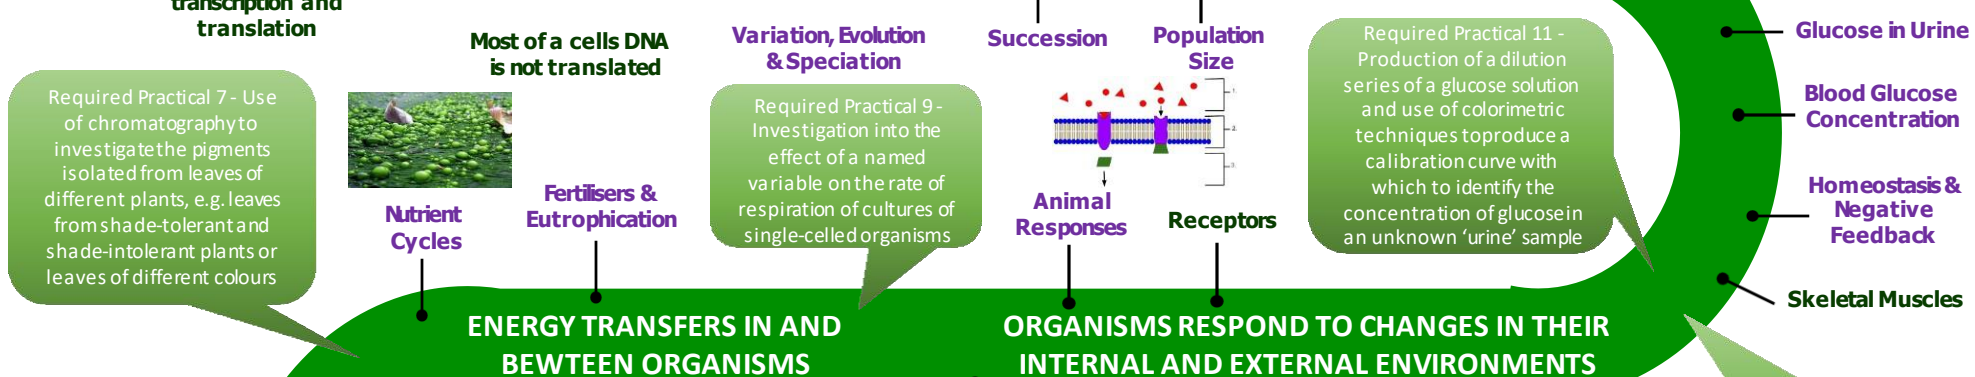 transcription and
translation
Most of a cells DNA
is not translated
Variation, Evolution
& Speciation
Succession
Population
Size
Required Practical 11 -
Production of a dilution
series of a glucose solution
and use of colorimetric
techniques toproduce a
calibration curve with
which to identify the
concentration of glucose in
an unknown ‘urine’ sample
Glucose in Urine
Blood Glucose
Concentration
Homeostasis &
Negative
Feedback
Skeletal Muscles
Required Practical 7 - Use
of chromatography to
investigate the pigments
isolated from leaves of
different plants, e.g. leaves
from shade-tolerant and
shade-intolerant plants or
leaves of different colours
Nutrient
Cycles
Fertilisers &
Eutrophication
Required Practical 9 -
Investigation into the
effect of a named
variable on the rate of
respiration of cultures of
single-celled organisms
1.
2.
3.
Animal
Responses
Receptors
ENERGY TRANSFERS IN AND
BEWTEEN ORGANISMS
ORGANISMS RESPOND TO CHANGES IN THEIR
INTERNAL AND EXTERNAL ENVIRONMENTS